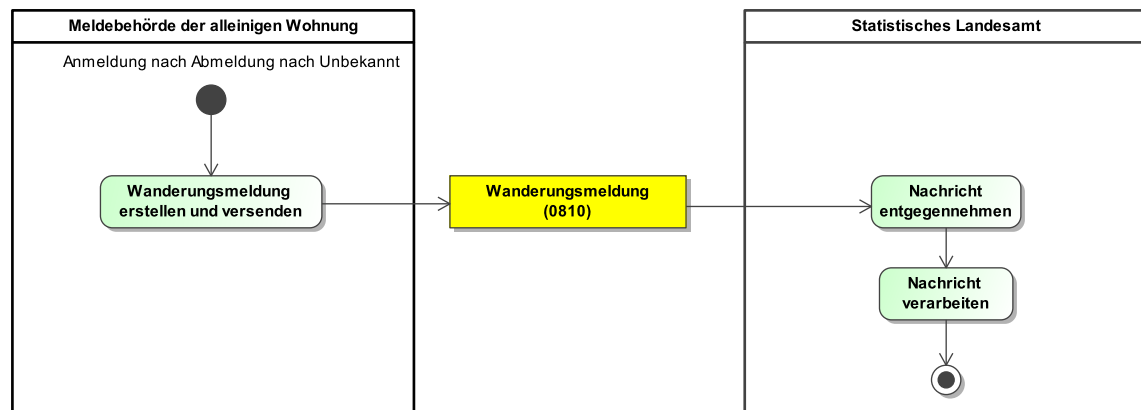 Meldebehörde der alleinigen Wohnung
Statistisches Landesamt
Anmeldung nach Abmeldung nach Unbekannt
Wanderungsmeldung
erstellen und versenden
Wanderungsmeldung
(0810)
Nachricht
entgegennehmen
Nachricht
verarbeiten